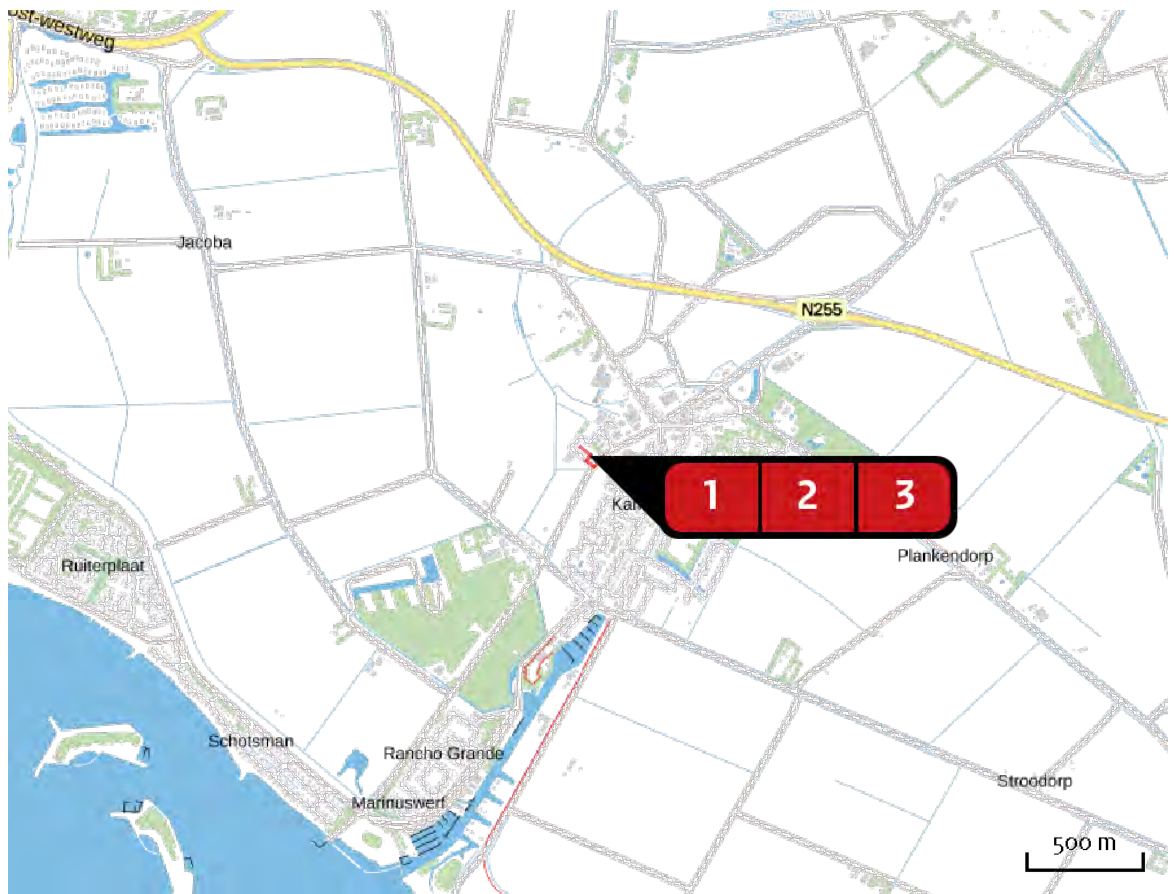 ost-westweg
Jacoba
N255
1 2 3
Plankendorp
Ruiterplaat
Schotsman
Rancho Grande
Marinuswerf
Stroodorp
500 m